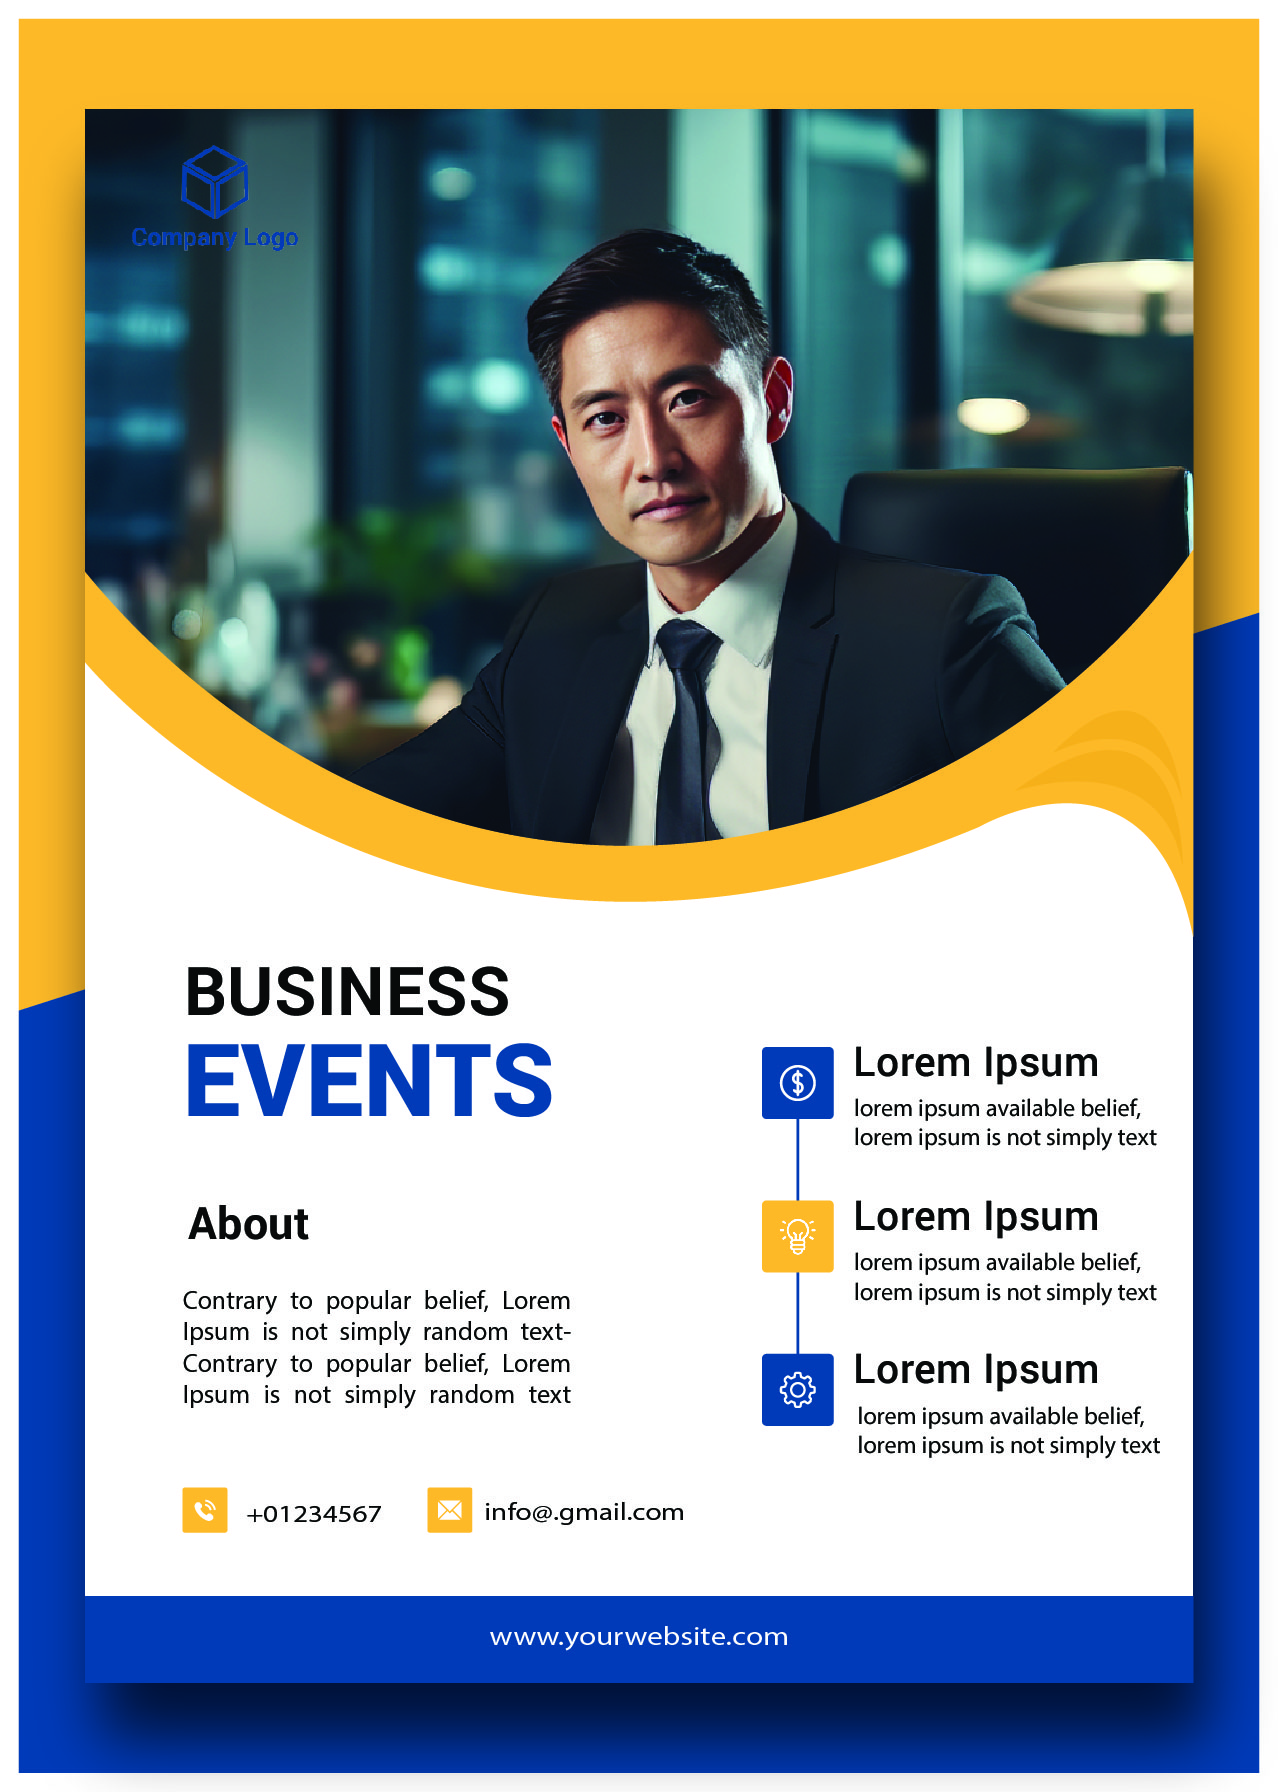 Company Logo
BUSINESS
EVENTS
About
Contrary to popular belief, Lorem
Ipsum is not simply random text-
Contrary to popular belief, Lorem
Ipsum is not simply random text
+01234567
info@.gmail.com
Lorem Ipsum
lorem ipsum available belief,
lorem ipsum is not simply text
Lorem Ipsum
lorem ipsum available belief,
lorem ipsum is not simply text
Lorem Ipsum
lorem ipsum available belief,
lorem ipsum is not simply text
www.yourwebsite.com